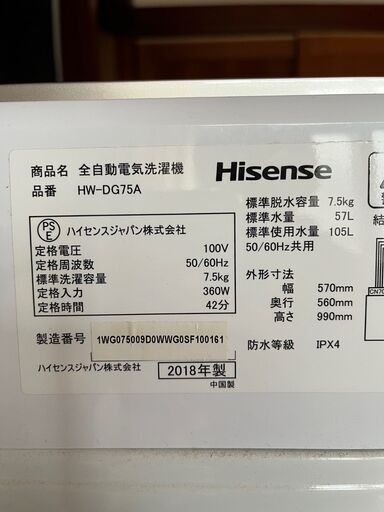 商品名 全自動電気洗濯機
品番 HW-DG75A
Hisense
PS
E
ハイセンスジャパン株式会社
定格電圧 100V
定格周波数 50/60Hz
標準洗濯容量 7.5kg
定格入力 360W
定格時間 42分
製造番号 1WG075009D0WWG0SF100161
ハイセンスジャパン株式会社 2018年製
中国製
標準脱水容量 7.5kg
標準水量 57L
標準使用水量 105L
50/60Hz共用
外形寸法
幅 570mm
奥行 560mm
高さ 990mm
防水等級 IPX4
結